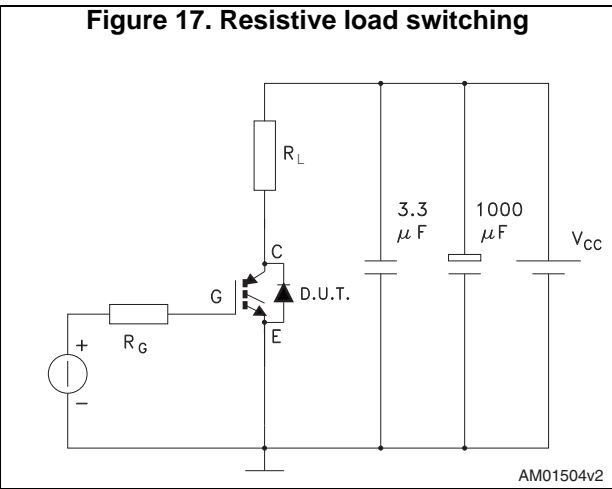 Figure 17. Resistive load switching
R_L
3.3
μF
1000
μF
V_CC
C
G
D.U.T.
E
R_G
+
−
AM01504v2